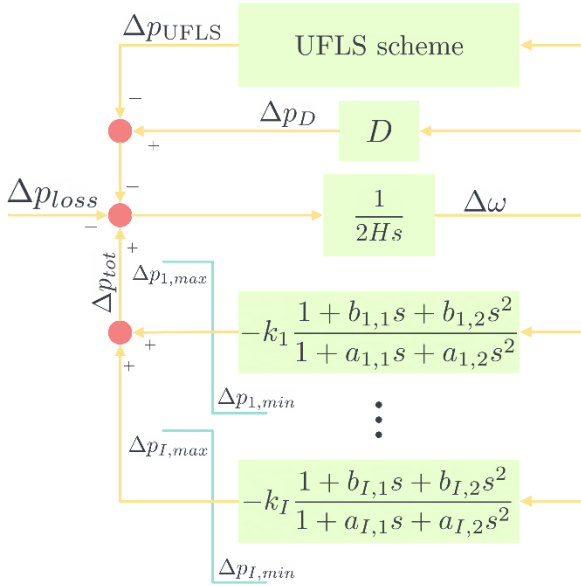 Δp_UFLS
UFLS scheme
−
Δp_D
D
+
−
Δp_loss
−
1/(2Hs)
Δω
+
Δp_tot
Δp_{1,max}
−k_1 (1 + b_{1,1}s + b_{1,2}s^2)/(1 + a_{1,1}s + a_{1,2}s^2)
+
+
Δp_{1,min}
⋮
Δp_{I,max}
−k_I (1 + b_{I,1}s + b_{I,2}s^2)/(1 + a_{I,1}s + a_{I,2}s^2)
Δp_{I,min}